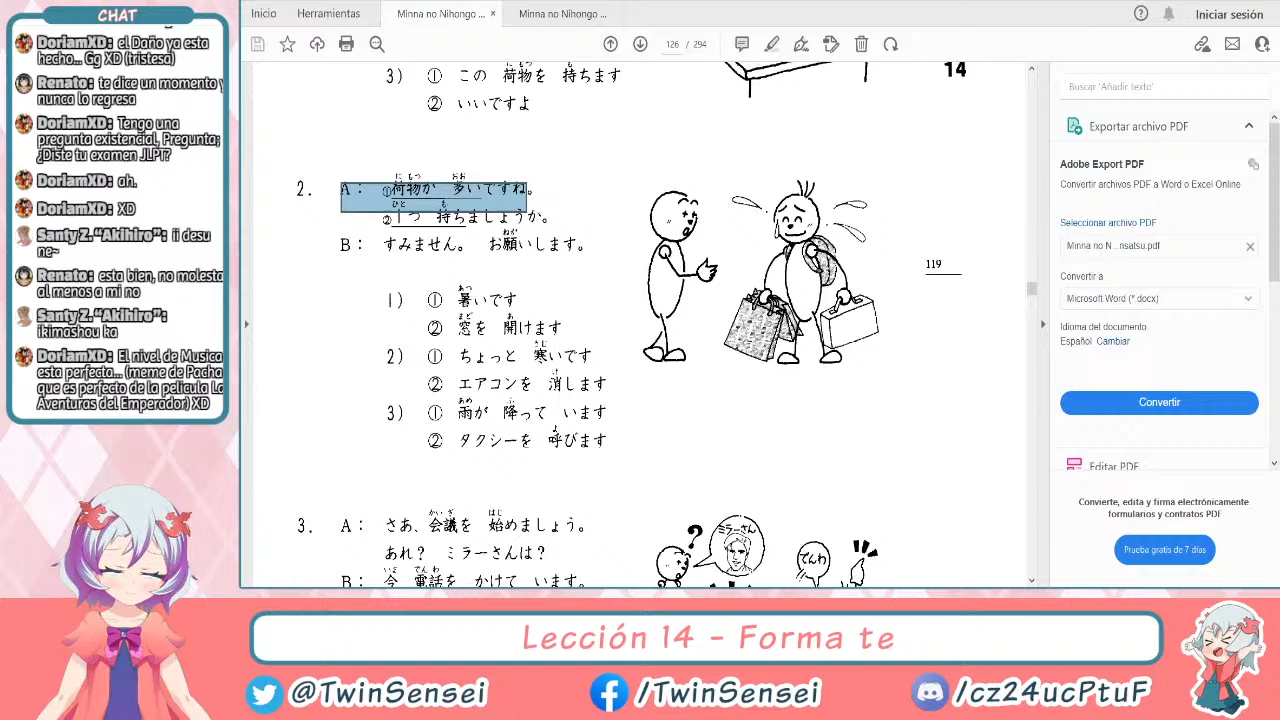 CHAT
DorIamXD: el Daño ya esta
hecho... Gg XD (tristesa)
Renato: te dice un momento y
nunca lo regresa
DorIamXD: Tengo una
pregunta existencial, Pregunta;
¿Diste tu examen JLPT?
DorIamXD: ah.
DorIamXD: XD
Santy Z. "Akihiro": ii desu
ne~
Renato: esta bien, no molesta
al menos a mi no
Santy Z. "Akihiro":
ikimashou ka
DorIamXD: El nivel de Musica
esta perfecto... (meme de Pacha
que es perfecto de la pelicula La
Aventuras del Emperador) XD
Inicio
Herramientas
Minna no Nihongo ...
×
Minna no Nihongo ...
Iniciar sesión
126 / 294
3) ① この 荷物を 持ちます
② いいですよ
14
2. A: ①荷物が 多いですね。
②1つ 持ちましょうか。
B: すみません。 お願いします。
1) ① 暑いです
② 窓を 開けます
2) ① ちょっと 寒いです
② エアコンを 消します
3) ① 雨が 降って います
② タクシーを 呼びます
119
3. A: さあ、会議を 始めましょう。
あれ? ミラーさんは?
B: 今 電話を かけて います。
?
ミラーさん
でんわ
Buscar 'Añadir texto'
Exportar archivo PDF
Adobe Export PDF
Convertir archivos PDF a Word o Excel Online
Seleccionar archivo PDF
Minna no N...nsatsu.pdf
Convertir a
Microsoft Word (*.docx)
Idioma del documento:
Español Cambiar
Convertir
Editar PDF
Convierte, edita y firma electrónicamente
formularios y contratos PDF
Prueba gratis de 7 días
Lección 14 - Forma te
@TwinSensei
/TwinSensei
/cz24ucPtuF